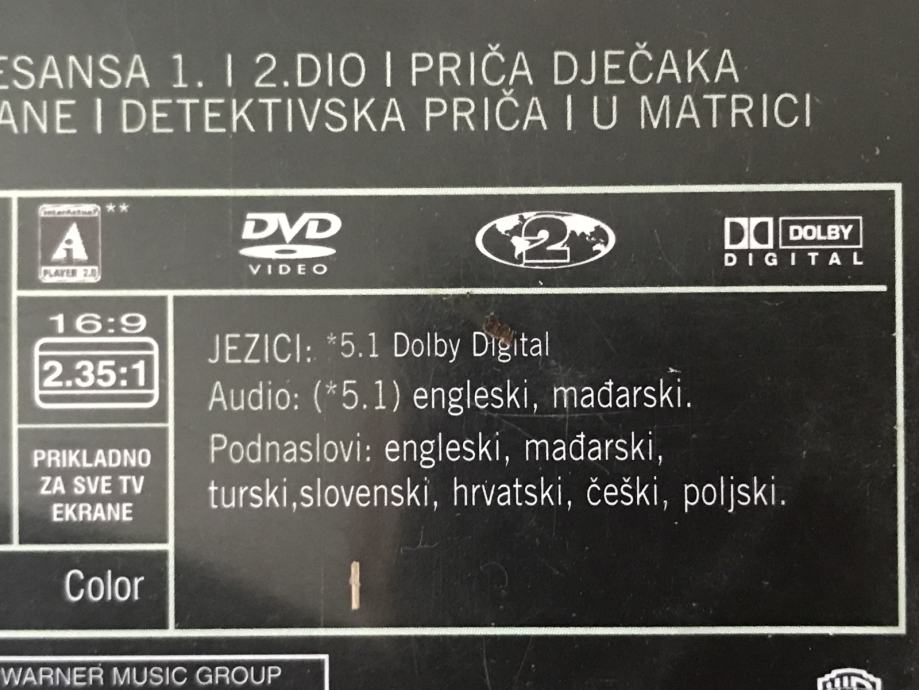 ESANSA 1. I 2.DIO I PRIČA DJEČAKA
ANE I DETEKTIVSKA PRIČA I U MATRICI
InterActual **
PLAYER 2.0
DVD
VIDEO
2
DOLBY
DIGITAL
16:9
2.35:1
PRIKLADNO
ZA SVE TV
EKRANE
Color
JEZICI: *5.1 Dolby Digital
Audio: (*5.1) engleski, mađarski.
Podnaslovi: engleski, mađarski,
turski,slovenski, hrvatski, češki, poljski.
WARNER MUSIC GROUP